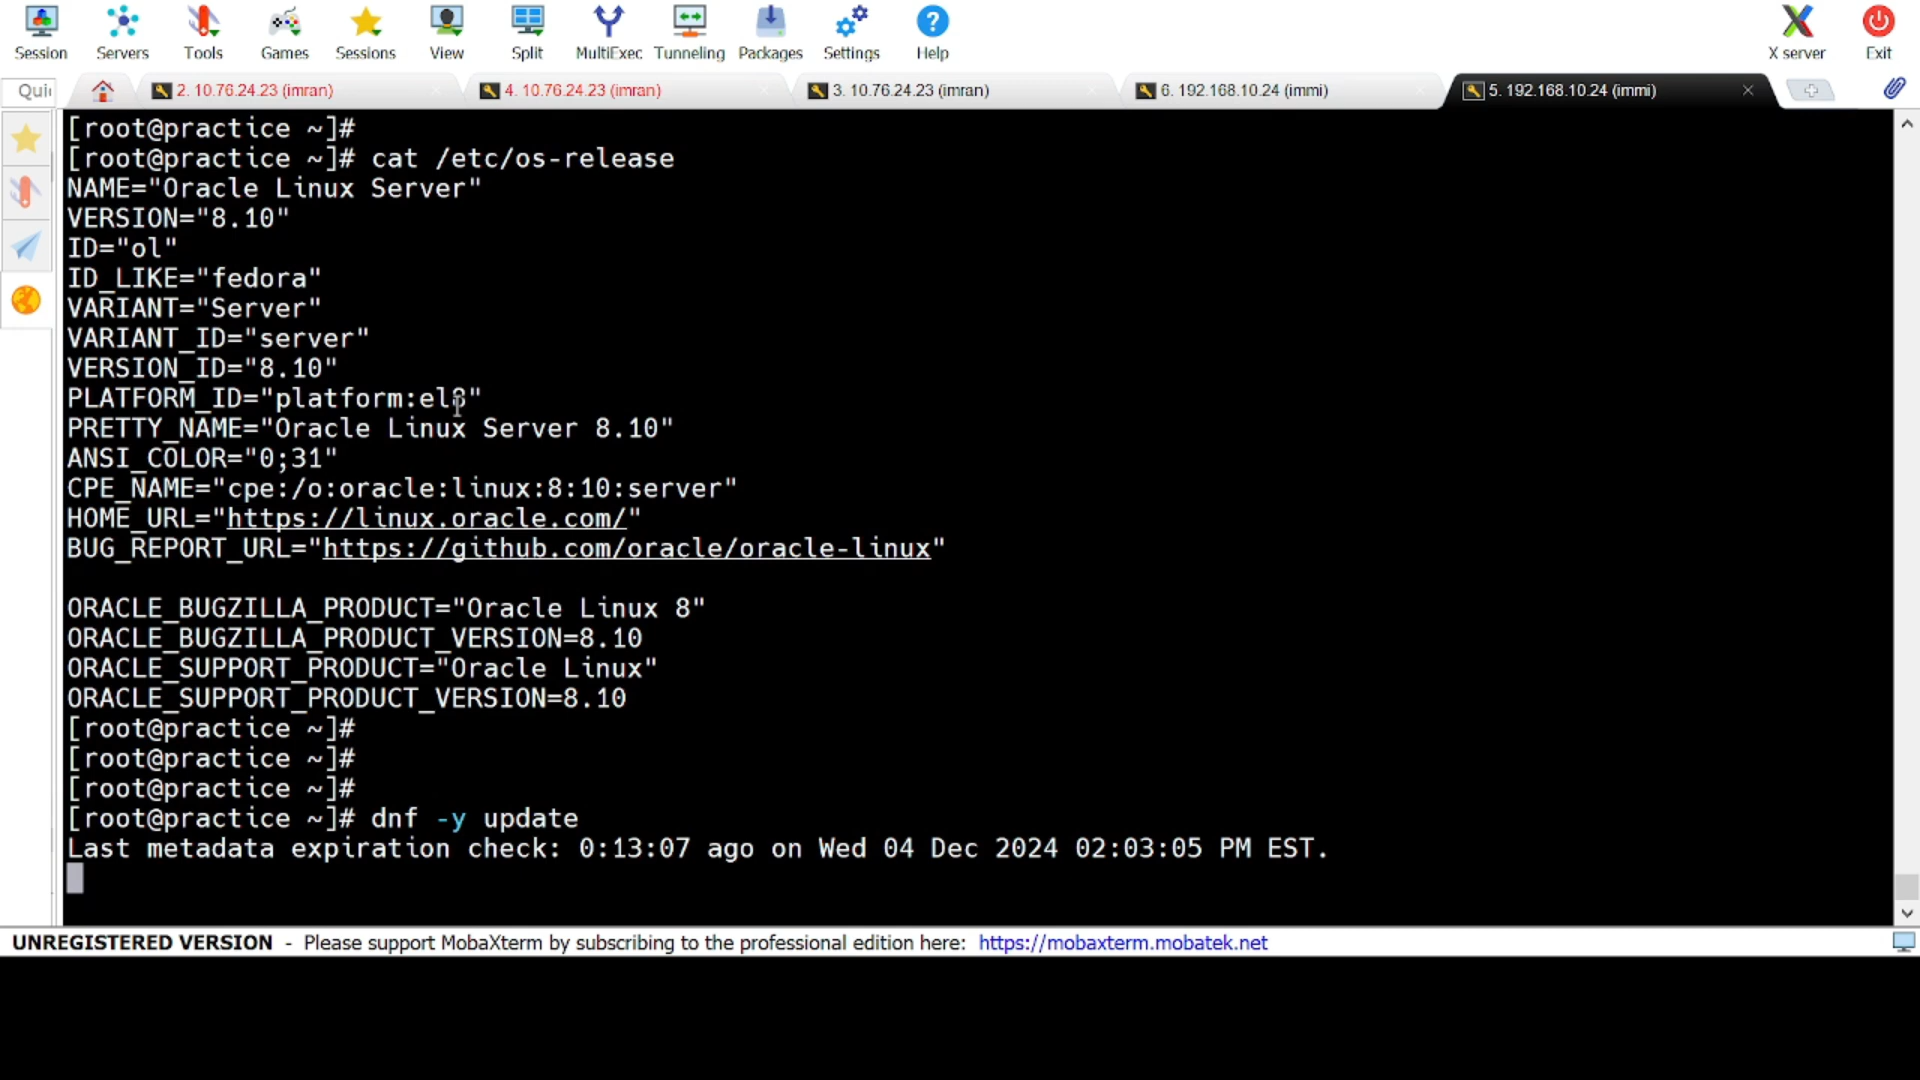 Session Servers Tools Games Sessions View Split MultiExec Tunneling Packages Settings Help X server Exit
Quic 2. 10.76.24.23 (imran) 4. 10.76.24.23 (imran) 3. 10.76.24.23 (imran) 6. 192.168.10.24 (immi) 5. 192.168.10.24 (immi)
[root@practice ~]#
[root@practice ~]# cat /etc/os-release
NAME="Oracle Linux Server"
VERSION="8.10"
ID="ol"
ID_LIKE="fedora"
VARIANT="Server"
VARIANT_ID="server"
VERSION_ID="8.10"
PLATFORM_ID="platform:el8"
PRETTY_NAME="Oracle Linux Server 8.10"
ANSI_COLOR="0;31"
CPE_NAME="cpe:/o:oracle:linux:8:10:server"
HOME_URL="https://linux.oracle.com/"
BUG_REPORT_URL="https://github.com/oracle/oracle-linux"
ORACLE_BUGZILLA_PRODUCT="Oracle Linux 8"
ORACLE_BUGZILLA_PRODUCT_VERSION=8.10
ORACLE_SUPPORT_PRODUCT="Oracle Linux"
ORACLE_SUPPORT_PRODUCT_VERSION=8.10
[root@practice ~]#
[root@practice ~]#
[root@practice ~]#
[root@practice ~]# dnf -y update
Last metadata expiration check: 0:13:07 ago on Wed 04 Dec 2024 02:03:05 PM EST.
UNREGISTERED VERSION - Please support MobaXterm by subscribing to the professional edition here: https://mobaxterm.mobatek.net